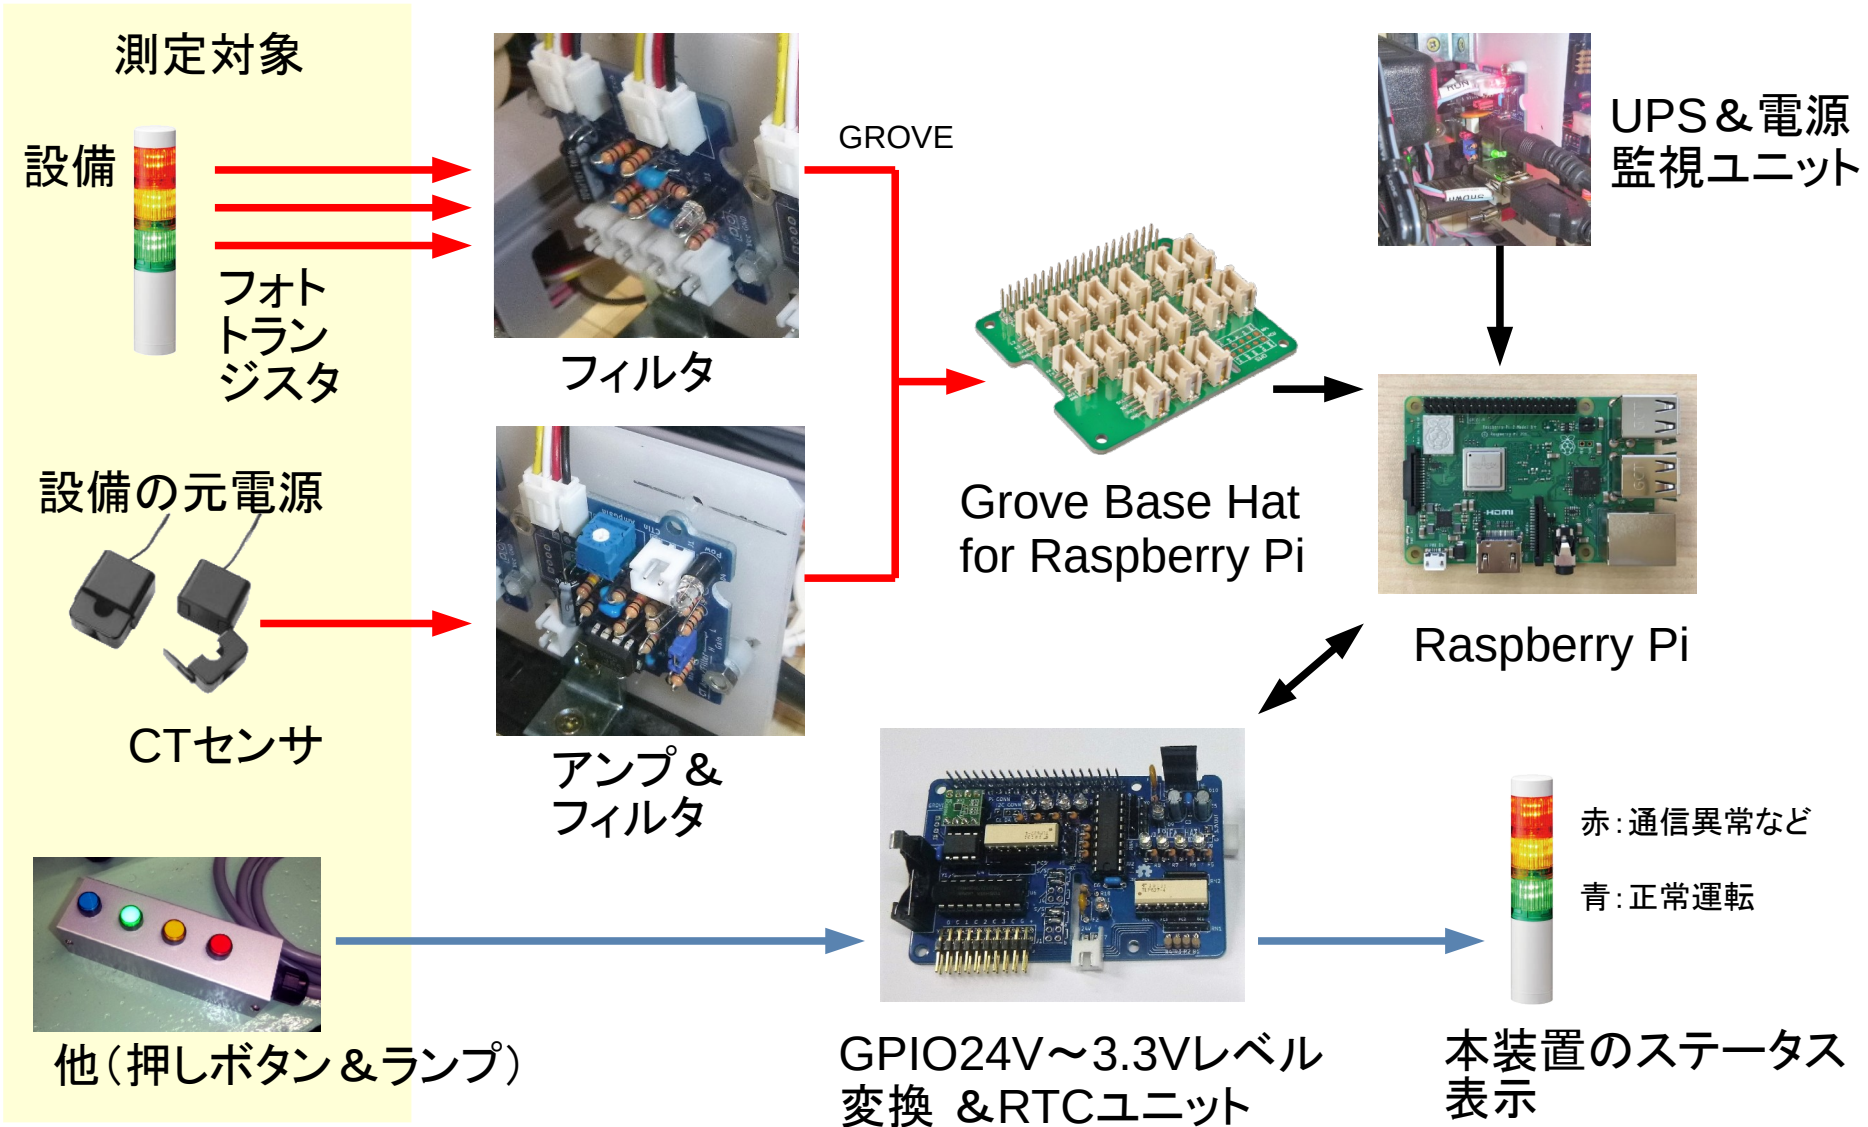 測定対象
設備
フォト
トラン
ジスタ
設備の元電源
CTセンサ
他（押しボタン＆ランプ）
フィルタ
アンプ＆
フィルタ
GROVE
Grove Base Hat
for Raspberry Pi
UPS＆電源
監視ユニット
Raspberry Pi
HDMI
GPIO24V～3.3Vレベル
変換 ＆RTCユニット
赤：通信異常など
青：正常運転
本装置のステータス
表示